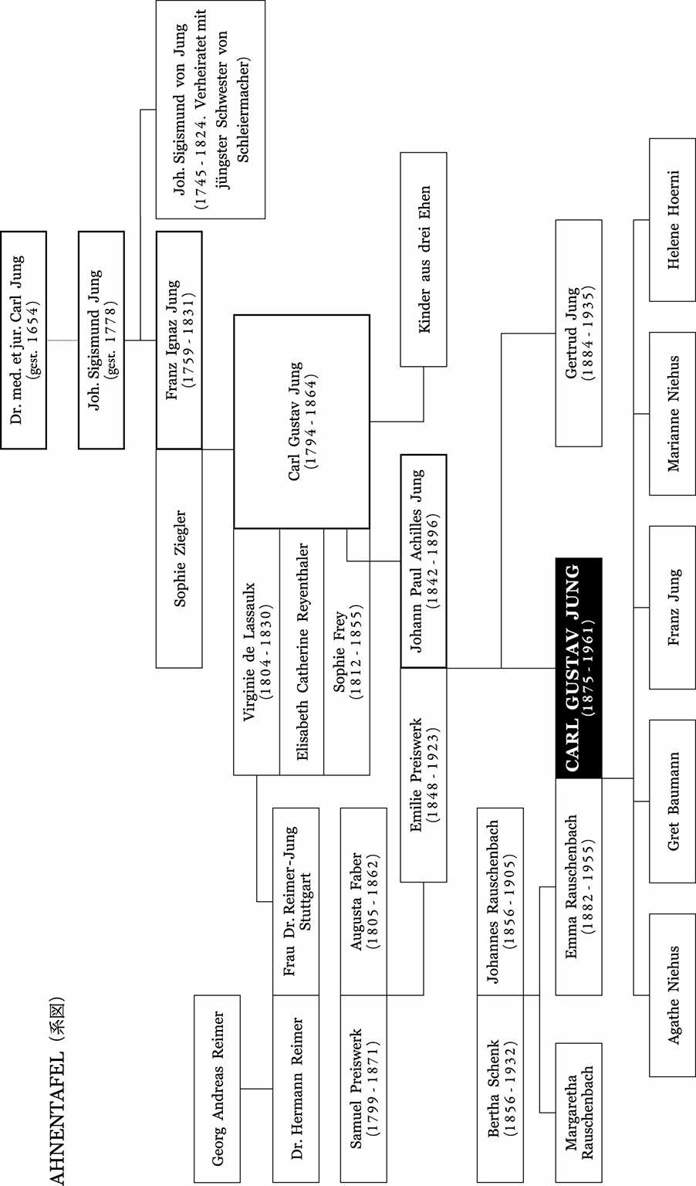 AHNENTAFEL (系図)
Dr. med. et jur. Carl Jung
(gest. 1654)
Joh. Sigismund Jung
(gest. 1778)
Joh. Sigismund von Jung
(1745 - 1824. Verheiratet mit
jüngster Schwester von
Schleiermacher)
Sophie Ziegler
Franz Ignaz Jung
(1759 - 1831)
Georg Andreas Reimer
Virginie de Lassaulx
(1804 - 1830)
Elisabeth Catherine Reyenthaler
Sophie Frey
(1812 - 1855)
Carl Gustav Jung
(1794 - 1864)
Dr. Hermann Reimer
Frau Dr. Reimer-Jung
Stuttgart
Samuel Preiswerk
(1799 - 1871)
Augusta Faber
(1805 - 1862)
Emilie Preiswerk
(1848 - 1923)
Johann Paul Achilles Jung
(1842 - 1896)
Kinder aus drei Ehen
Bertha Schenk
(1856 - 1932)
Johannes Rauschenbach
(1856 - 1905)
Margaretha
Rauschenbach
Emma Rauschenbach
(1882 - 1955)
CARL GUSTAV JUNG
(1875 - 1961)
Gertrud Jung
(1884 - 1935)
Agathe Niehus
Gret Baumann
Franz Jung
Marianne Niehus
Helene Hoerni